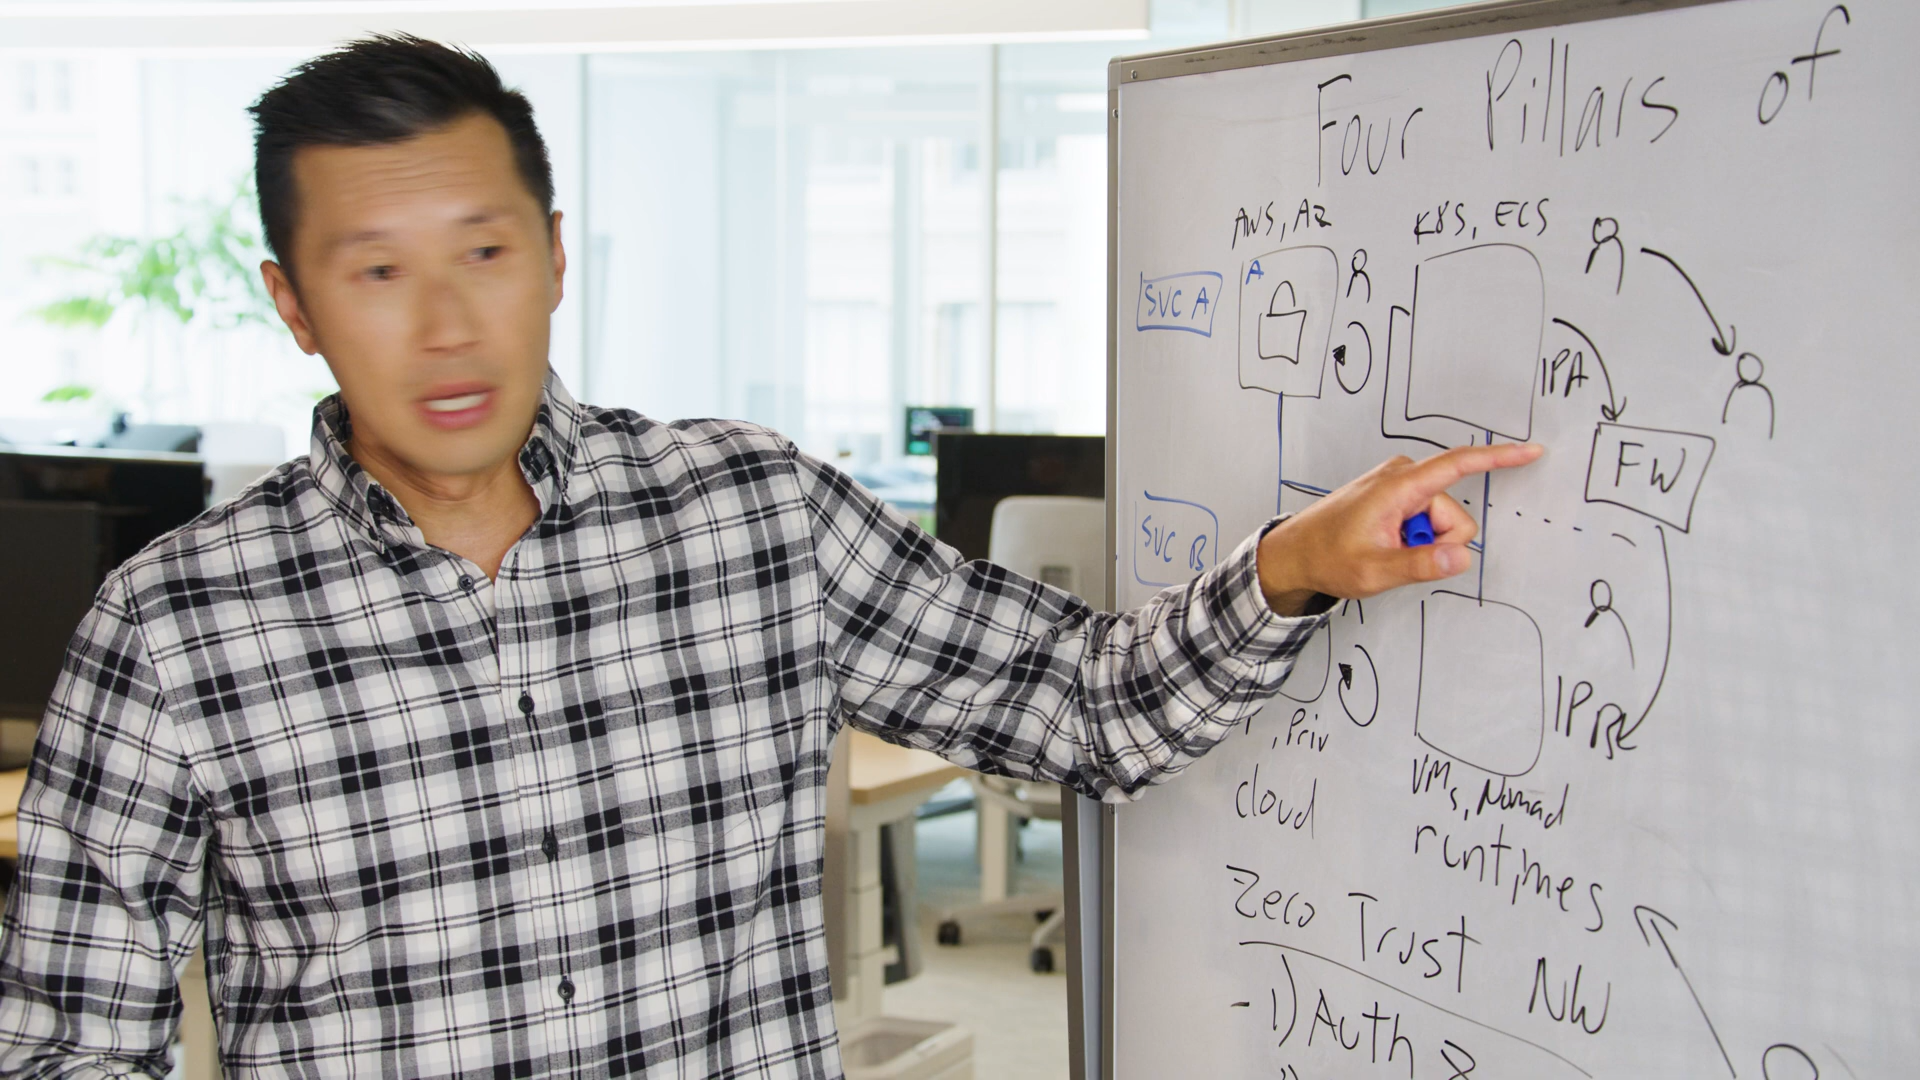 Four Pillars of
AWS, AZ
K8S, ECS
SVC A
A
IPA
FW
SVC B
IP B
, Priv
cloud
VMs, Nomad
runtimes
Zero Trust NW
- 1) Auth